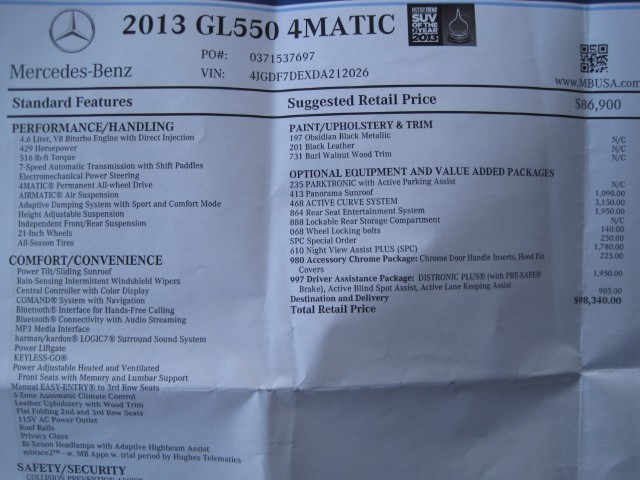 2013 GL550 4MATIC
MOTOR TREND
SUV
OF THE
YEAR
2013
PO#: 0371537697
VIN: 4JGDF7DEXDA212026
Mercedes-Benz
www.MBUSA.com
Standard Features
Suggested Retail Price $86,900
PERFORMANCE/HANDLING
4.6 Liter, V8 Biturbo Engine with Direct Injection
429 Horsepower
516 lb-ft Torque
7-Speed Automatic Transmission with Shift Paddles
Electromechanical Power Steering
4MATIC® Permanent All-wheel Drive
AIRMATIC® Air Suspension
Adaptive Damping System with Sport and Comfort Mode
Height Adjustable Suspension
Independent Front/Rear Suspension
21-Inch Wheels
All-Season Tires
COMFORT/CONVENIENCE
Power Tilt/Sliding Sunroof
Rain-Sensing Intermittent Windshield Wipers
Central Controller with Color Display
COMAND® System with Navigation
Bluetooth® Interface for Hands-Free Calling
Bluetooth® Connectivity with Audio Streaming
MP3 Media Interface
harman/kardon® LOGIC7® Surround Sound System
Power Liftgate
KEYLESS-GO®
Power Adjustable Heated and Ventilated
Front Seats with Memory and Lumbar Support
Manual EASY-ENTRY® to 3rd Row Seats
3-Zone Automatic Climate Control
Leather Upholstery with Wood Trim
Flat Folding 2nd and 3rd Row Seats
115V AC Power Outlet
Roof Rails
Privacy Glass
Bi-Xenon Headlamps with Adaptive Highbeam Assist
mbrace2™ - w. MB Apps w. trial period by Hughes Telematics
SAFETY/SECURITY
COLLISION PREVENTION ASSIST
PAINT/UPHOLSTERY & TRIM
197 Obsidian Black Metallic N/C
201 Black Leather N/C
731 Burl Walnut Wood Trim N/C
OPTIONAL EQUIPMENT AND VALUE ADDED PACKAGES
235 PARKTRONIC with Active Parking Assist N/C
413 Panorama Sunroof 1,090.00
468 ACTIVE CURVE SYSTEM 3,150.00
864 Rear Seat Entertainment System 1,950.00
888 Lockable Rear Storage Compartment N/C
068 Wheel Locking bolts 140.00
SPC Special Order 250.00
610 Night View Assist PLUS (SPC) 1,780.00
980 Accessory Chrome Package: Chrome Door Handle Inserts, Hood Fin 225.00
Covers
997 Driver Assistance Package: DISTRONIC PLUS® (with PRE-SAFE® 1,950.00
Brake), Active Blind Spot Assist, Active Lane Keeping Assist
Destination and Delivery 905.00
Total Retail Price $98,340.00